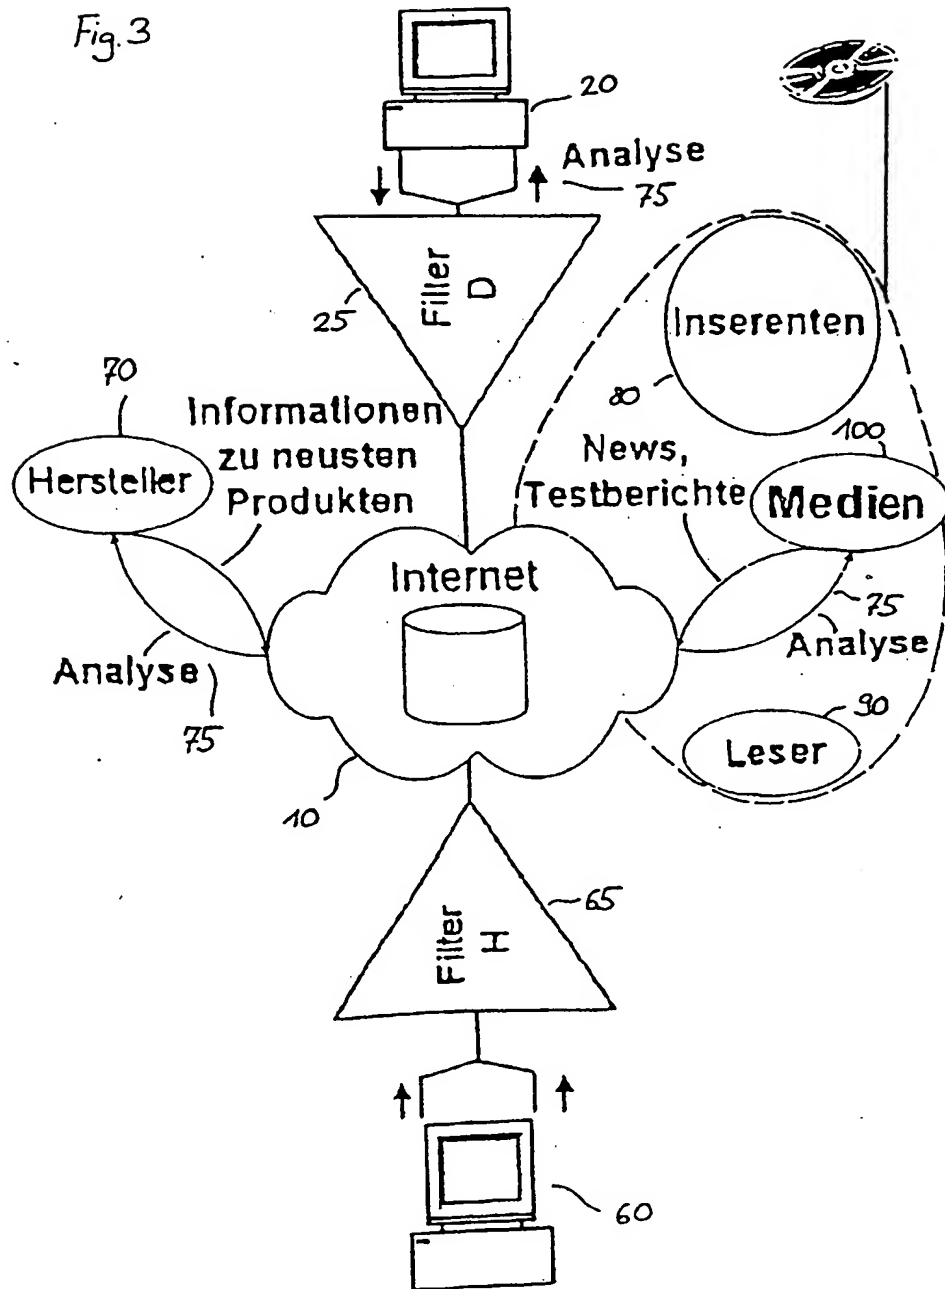 Fig. 3
20
Analyse
75
Filter
D
25
Inserenten
80
70
Hersteller
Informationen
zu neusten
Produkten
News,
Testberichte
100
Medien
Internet
75
Analyse
Analyse
75
90
Leser
10
65
Filter
H
60